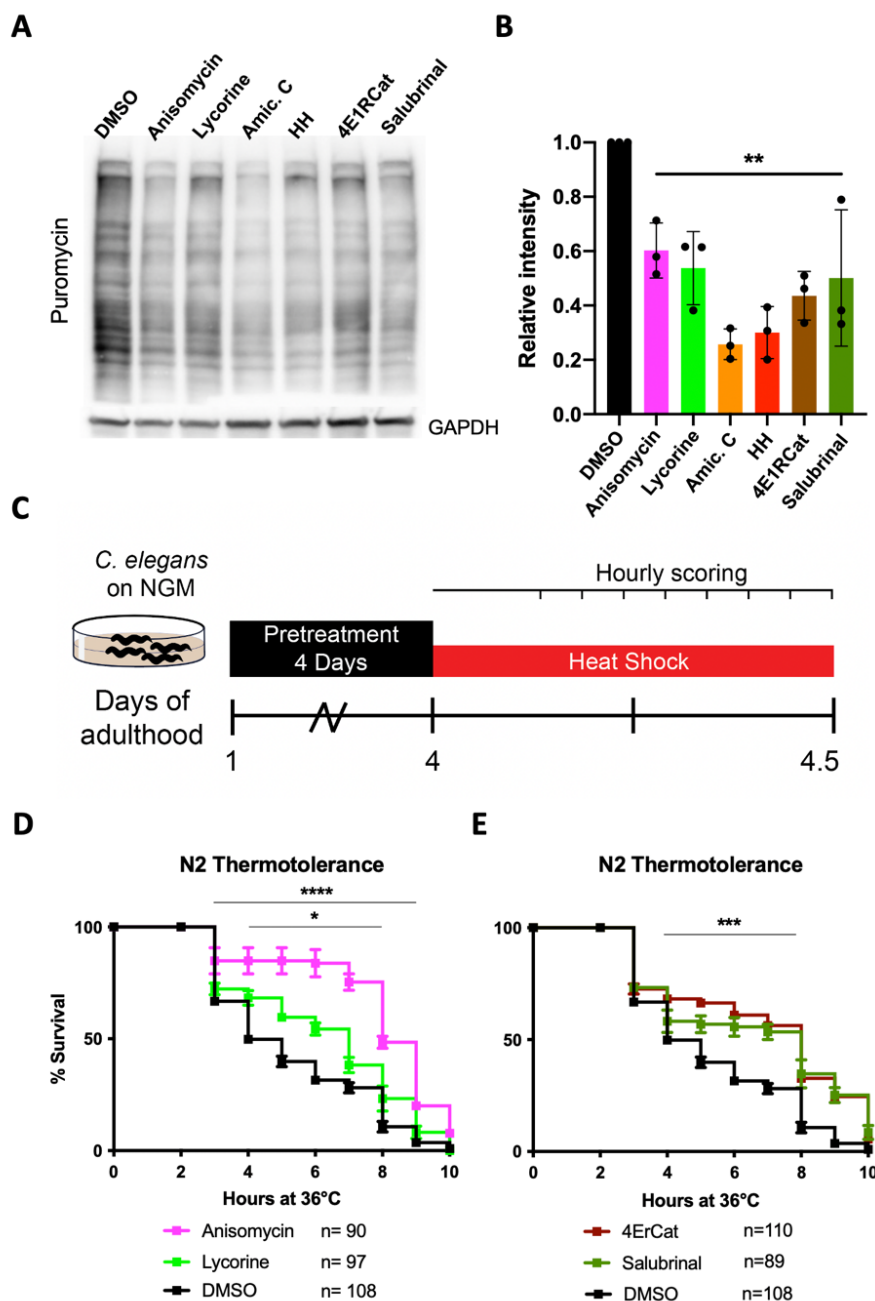 A
DMSO
Anisomycin
Lycorine
Amic. C
HH
4E1RCat
Salubrinal
Puromycin
GAPDH
B
Relative intensity
1.0
0.8
0.6
0.4
0.2
0.0
**
DMSO
Anisomycin
Lycorine
Amic. C
HH
4E1RCat
Salubrinal
C
C. elegans
on NGM
Hourly scoring
Pretreatment
4 Days
Heat Shock
Days of
adulthood
1
4
4.5
D
N2 Thermotolerance
****
*
% Survival
100
50
0
0 2 4 6 8 10
Hours at 36°C
Anisomycin n= 90
Lycorine n= 97
DMSO n= 108
E
N2 Thermotolerance
***
100
50
0
0 2 4 6 8 10
Hours at 36°C
4ErCat n=110
Salubrinal n=89
DMSO n=108